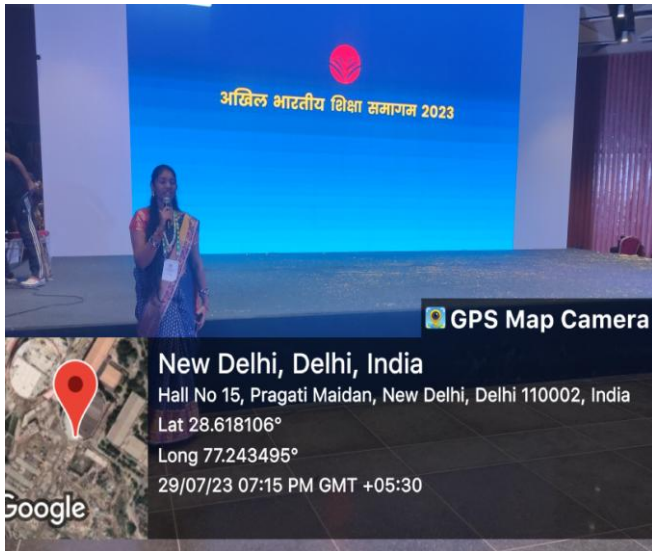 अखिल भारतीय शिक्षा समागम 2023
GPS Map Camera
New Delhi, Delhi, India
Hall No 15, Pragati Maidan, New Delhi, Delhi 110002, India
Lat 28.618106°
Long 77.243495°
29/07/23 07:15 PM GMT +05:30
Google